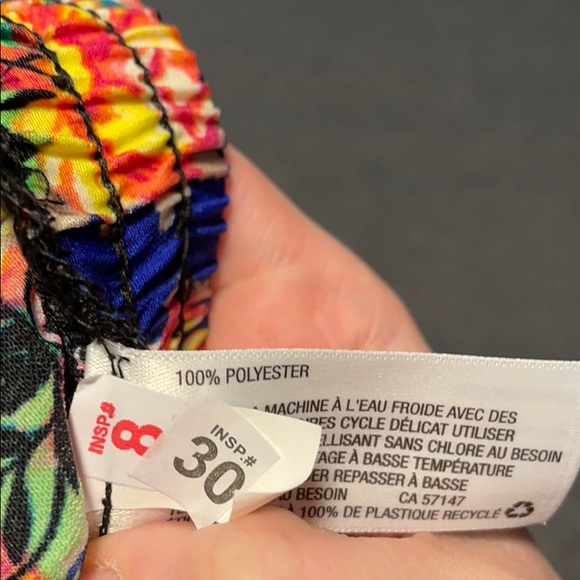 100% POLYESTER
MACHINE À L'EAU FROIDE AVEC DES
CYCLE DÉLICAT UTILISER
SANS CHLORE AU BESOIN
À BASSE TEMPÉRATURE
REPASSER À BASSE
AU BESOIN CA 57147
À 100% DE PLASTIQUE RECYCLÉ
INSP.# 8
INSP.#
30